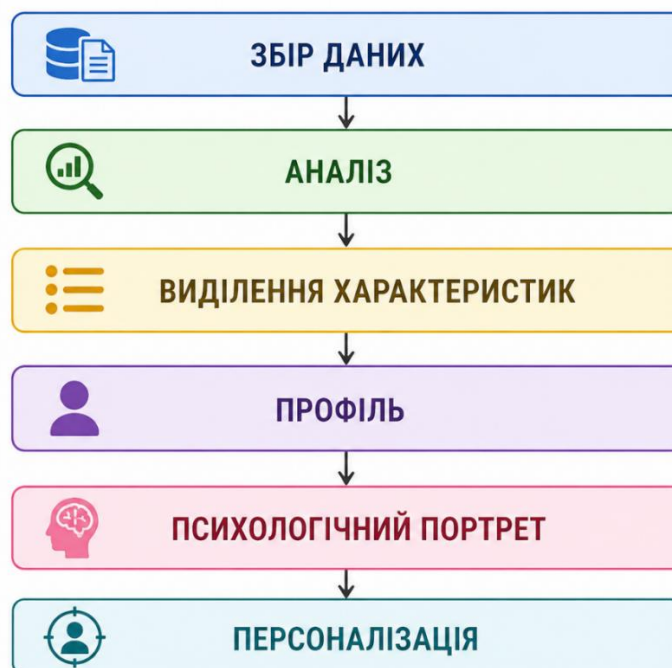 ЗБІР ДАНИХ
АНАЛІЗ
ВИДІЛЕННЯ ХАРАКТЕРИСТИК
ПРОФІЛЬ
ПСИХОЛОГІЧНИЙ ПОРТРЕТ
ПЕРСОНАЛІЗАЦІЯ